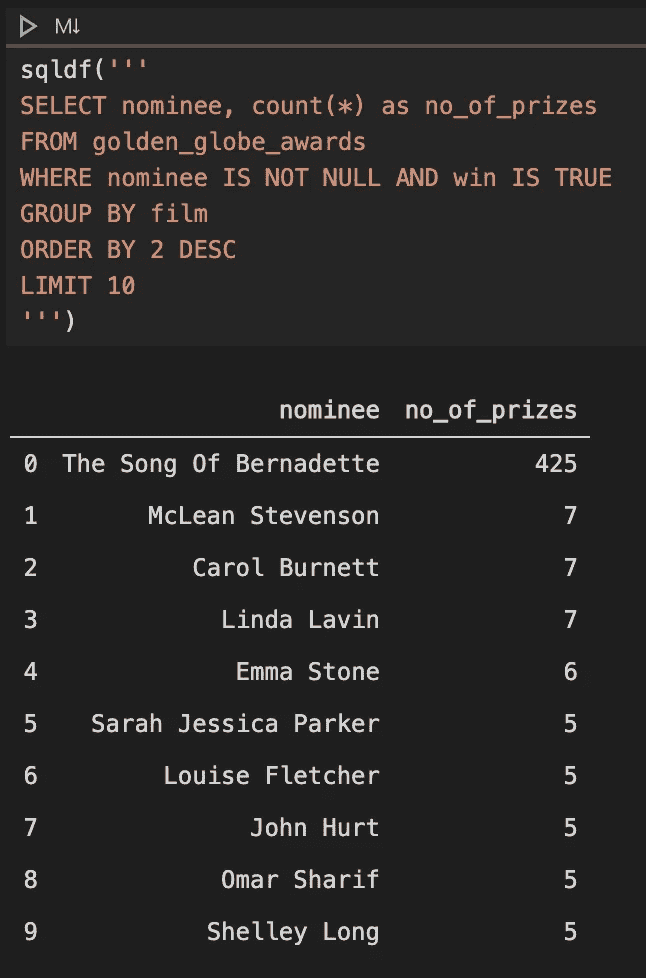 M↓
sqldf('''
SELECT nominee, count(*) as no_of_prizes
FROM golden_globe_awards
WHERE nominee IS NOT NULL AND win IS TRUE
GROUP BY film
ORDER BY 2 DESC
LIMIT 10
''')
nominee no_of_prizes
0 The Song Of Bernadette 425
1 McLean Stevenson 7
2 Carol Burnett 7
3 Linda Lavin 7
4 Emma Stone 6
5 Sarah Jessica Parker 5
6 Louise Fletcher 5
7 John Hurt 5
8 Omar Sharif 5
9 Shelley Long 5